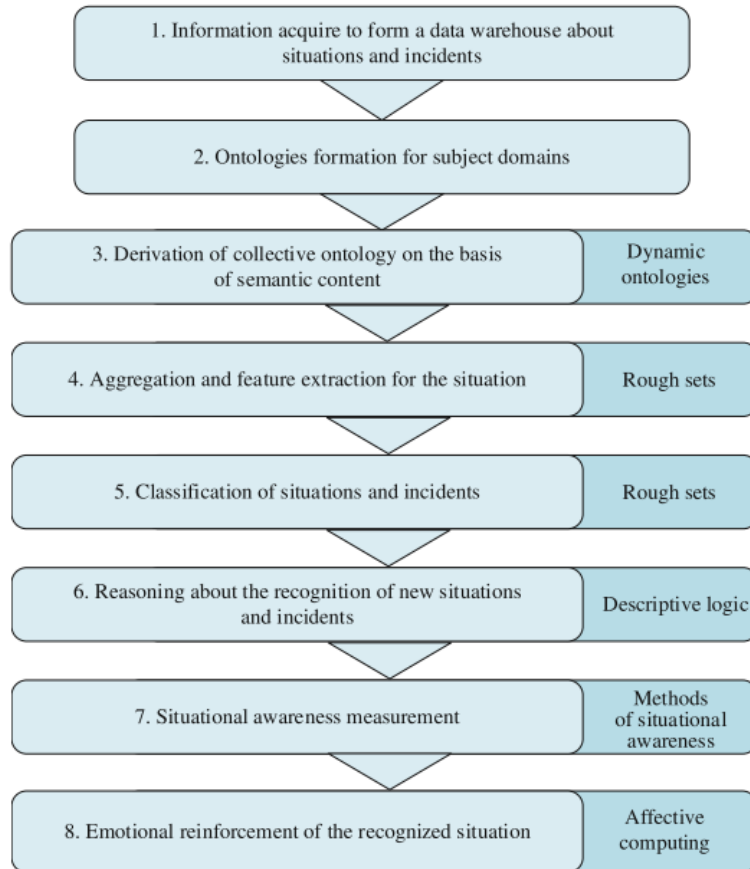 1. Information acquire to form a data warehouse about
situations and incidents
2. Ontologies formation for subject domains
3. Derivation of collective ontology on the basis
of semantic content
Dynamic
ontologies
4. Aggregation and feature extraction for the situation
Rough sets
5. Classification of situations and incidents
Rough sets
6. Reasoning about the recognition of new situations
and incidents
Descriptive logic
7. Situational awareness measurement
Methods
of situational
awareness
8. Emotional reinforcement of the recognized situation
Affective
computing